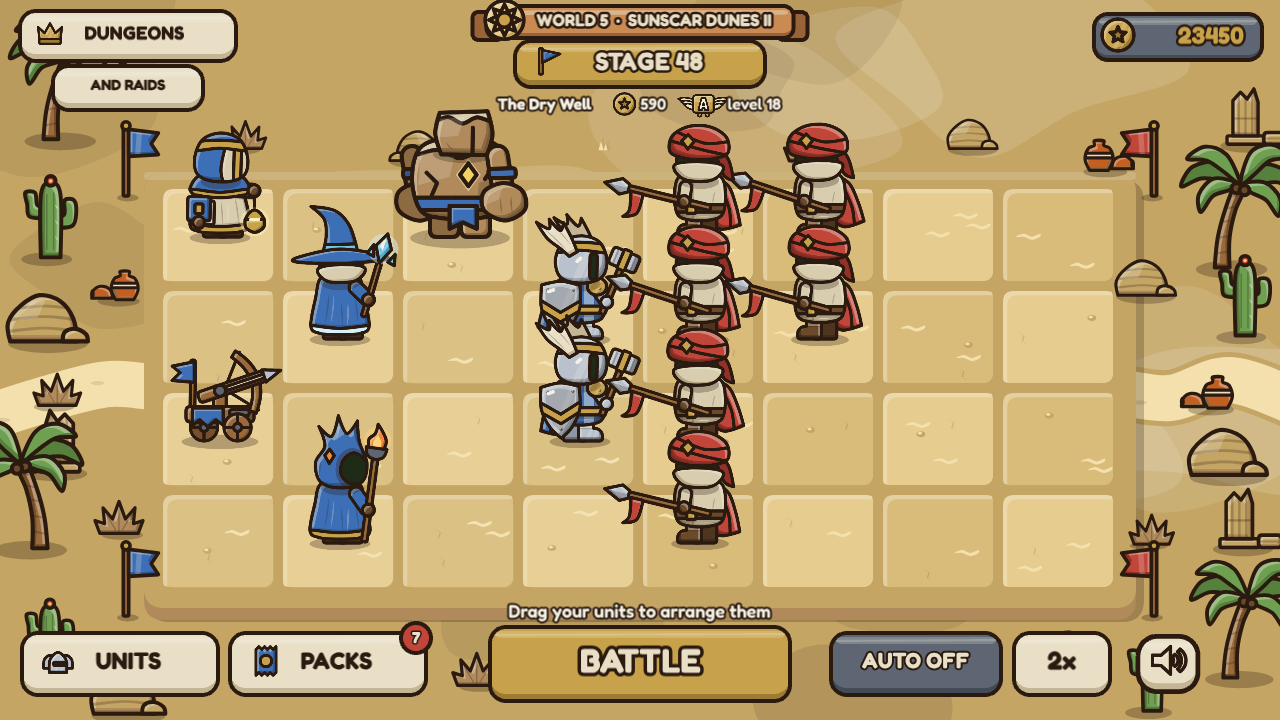 DUNGEONS
AND RAIDS
WORLD 5 • SUNSCAR DUNES II
STAGE 48
The Dry Well 590 A level 18
23450
Drag your units to arrange them
UNITS
PACKS
7
BATTLE
AUTO OFF
2x